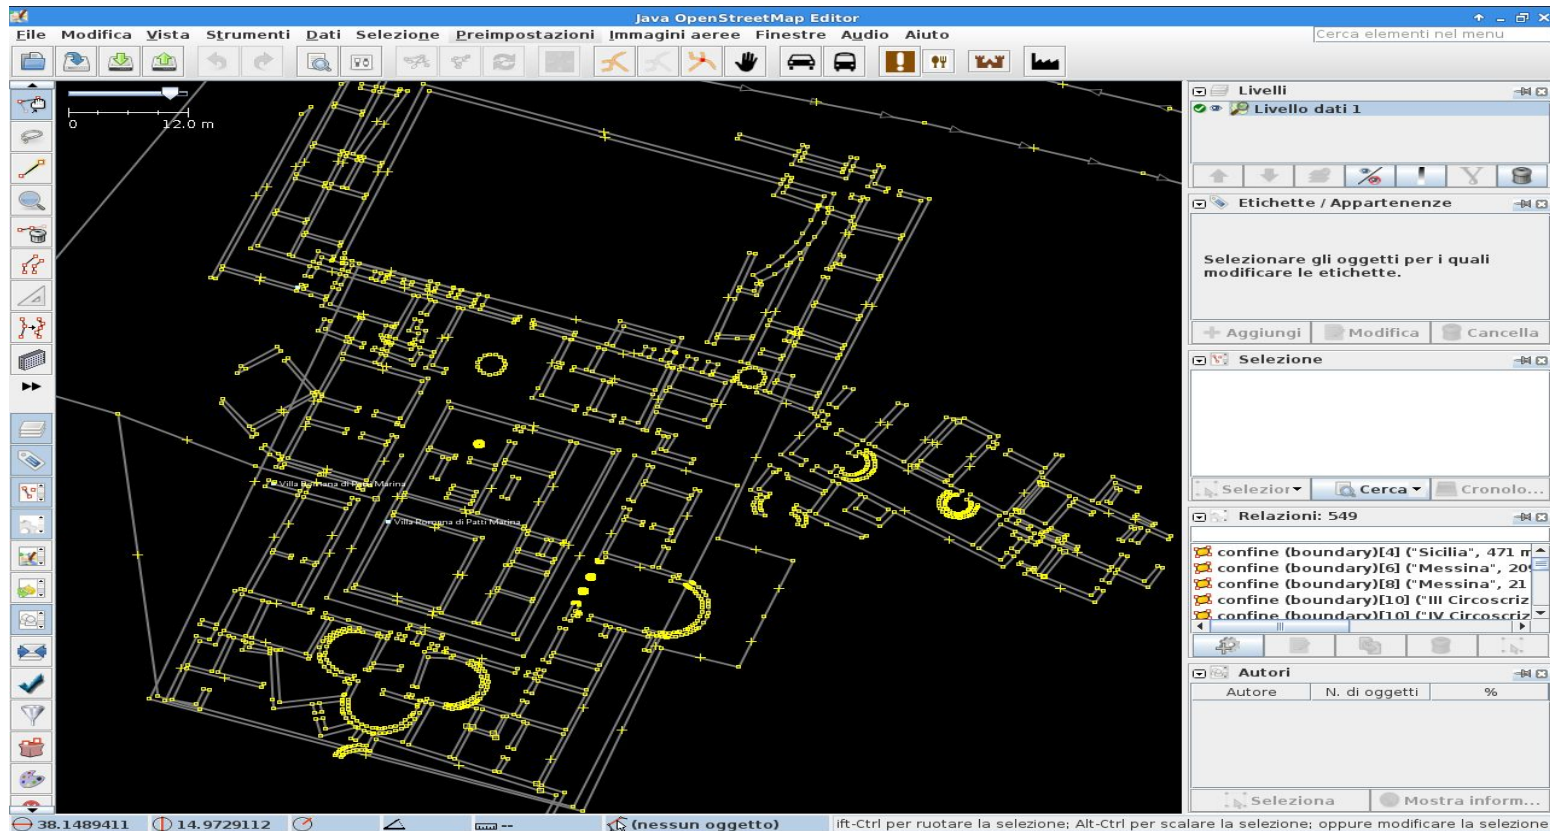 Java OpenStreetMap Editor
File Modifica Vista Strumenti Dati Selezione Preimpostazioni Immagini aeree Finestre Audio Aiuto
Cerca elementi nel menu
0 12.0 m
Villa Romana di Patti Marina
Villa Romana di Patti Marina
Livelli
Livello dati 1
Etichette / Appartenenze
Selezionare gli oggetti per i quali
modificare le etichette.
Aggiungi Modifica Cancella
Selezione
Selezior Cerca Cronolo...
Relazioni: 549
confine (boundary)[4] ("Sicilia", 471 m
confine (boundary)[6] ("Messina", 20
confine (boundary)[8] ("Messina", 21
confine (boundary)[10] ("III Circoscriz
confine (boundary)[10] ("IV Circoscriz
Autori
Autore N. di oggetti %
Seleziona Mostra inform...
38.1489411 14.9729112 -- (nessun oggetto) ift-Ctrl per ruotare la selezione; Alt-Ctrl per scalare la selezione; oppure modificare la selezione